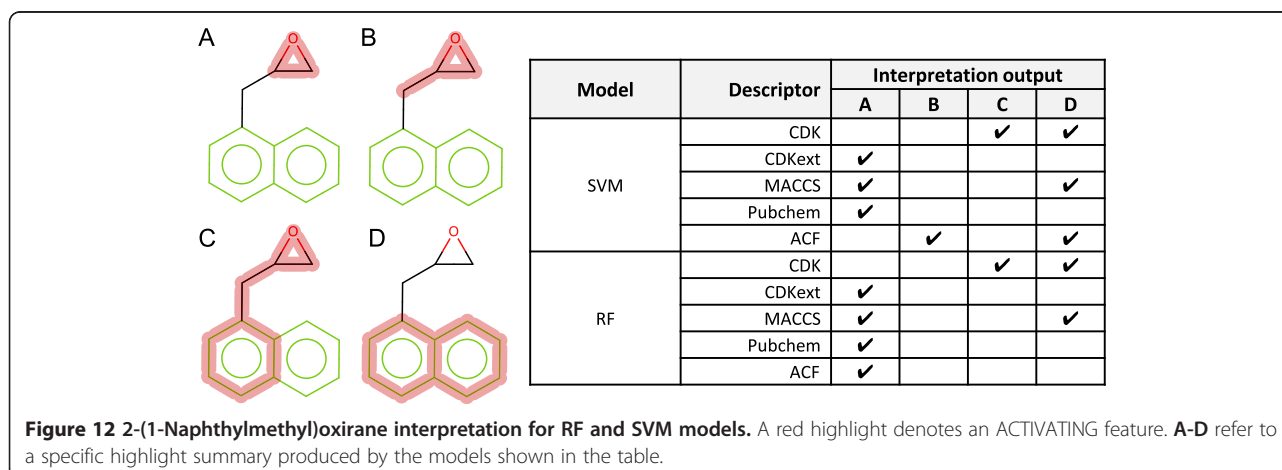 A
B
O
O
C
D
O
O
Model Descriptor Interpretation output
A B C D
SVM
CDK ✔ ✔
CDKext ✔
MACCS ✔ ✔
Pubchem ✔
ACF ✔ ✔
RF
CDK ✔ ✔
CDKext ✔
MACCS ✔ ✔
Pubchem ✔
ACF ✔
Figure 12 2-(1-Naphthylmethyl)oxirane interpretation for RF and SVM models. A red highlight denotes an ACTIVATING feature. A-D refer to
a specific highlight summary produced by the models shown in the table.